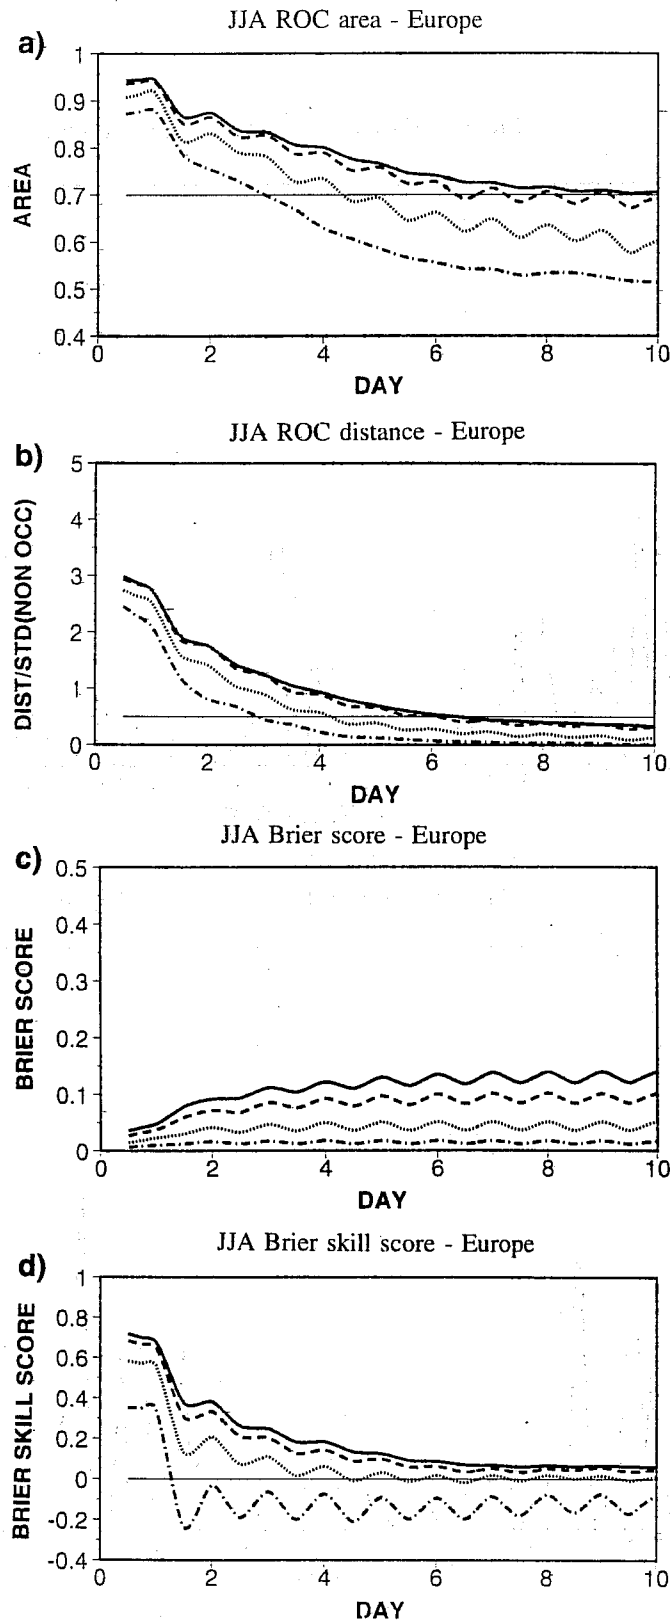 JJA ROC area - Europe
a)
1
0.9
0.8
0.7
0.6
0.5
0.4
AREA
0 2 4 6 8 10
DAY
JJA ROC distance - Europe
b)
5
4
3
2
1
0
DIST/STD(NON OCC)
0 2 4 6 8 10
DAY
JJA Brier score - Europe
c)
0.5
0.4
0.3
0.2
0.1
0
BRIER SCORE
0 2 4 6 8 10
DAY
JJA Brier skill score - Europe
d)
1
0.8
0.6
0.4
0.2
0
-0.2
-0.4
BRIER SKILL SCORE
0 2 4 6 8 10
DAY